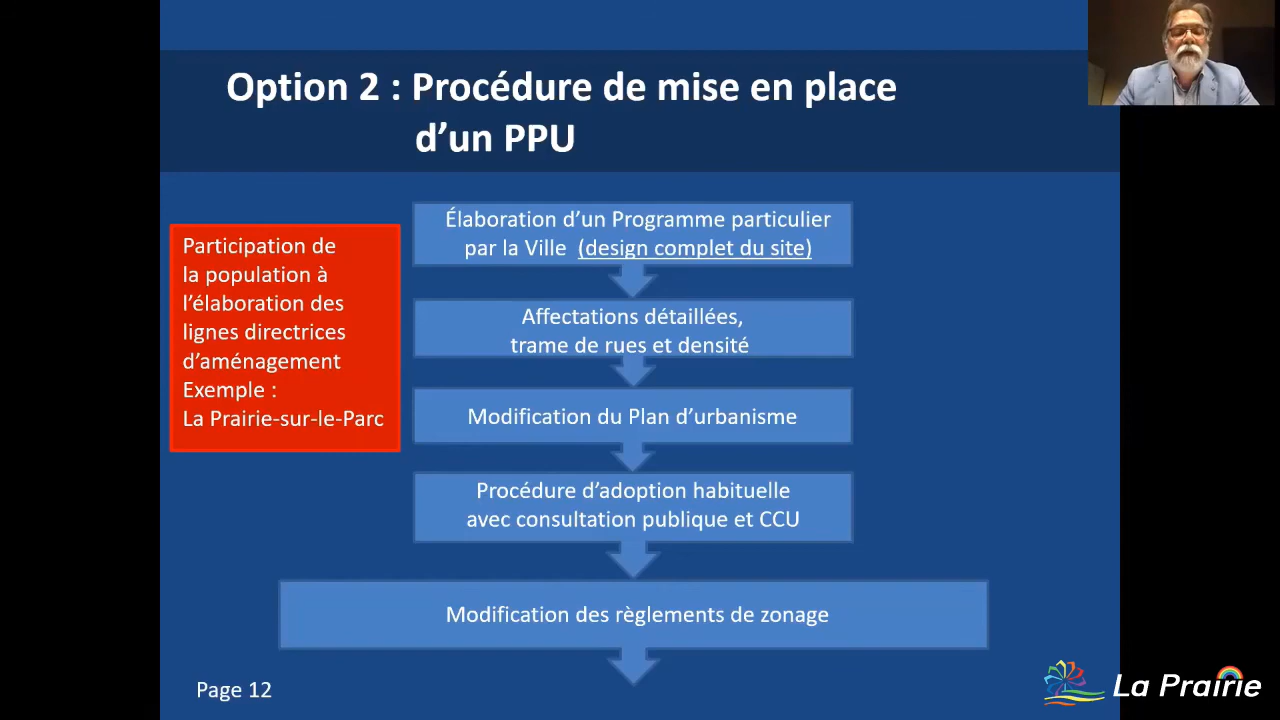 Option 2 : Procédure de mise en place
d’un PPU
Participation de
la population à
l’élaboration des
lignes directrices
d’aménagement
Exemple :
La Prairie-sur-le-Parc
Élaboration d’un Programme particulier
par la Ville (design complet du site)
Affectations détaillées,
trame de rues et densité
Modification du Plan d’urbanisme
Procédure d’adoption habituelle
avec consultation publique et CCU
Modification des règlements de zonage
Page 12
La Prairie